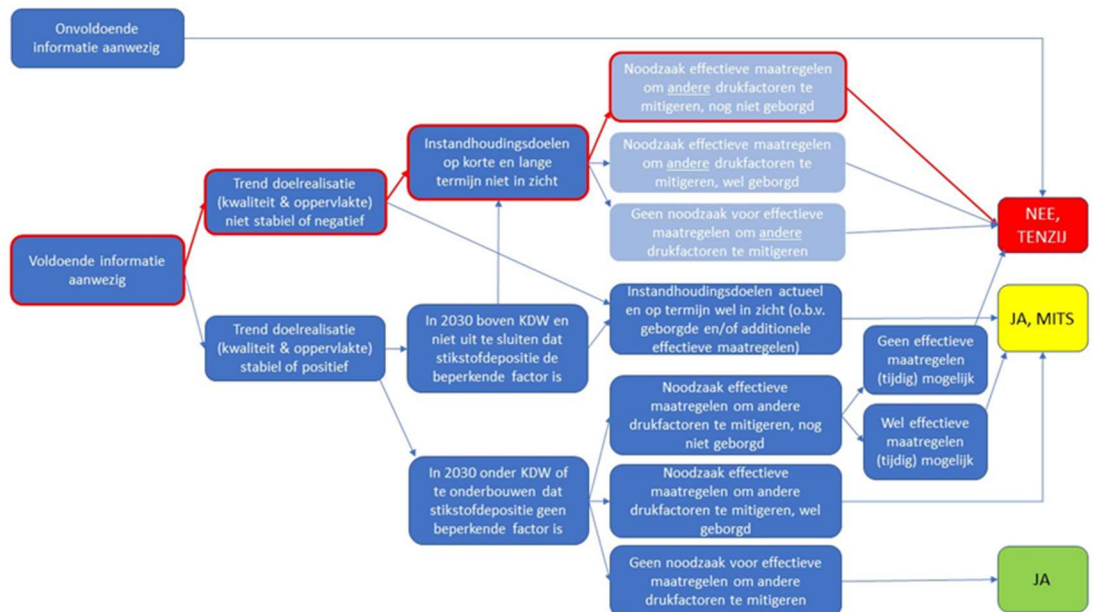 Onvoldoende
informatie aanwezig
Noodzaak effectieve maatregelen
om andere drukfactoren te
mitigeren, nog niet geborgd
Instandhoudingsdoelen
op korte en lange
termijn niet in zicht
Noodzaak effectieve maatregelen
om andere drukfactoren te
mitigeren, wel geborgd
Trend doelrealisatie
(kwaliteit & oppervlakte)
niet stabiel of negatief
Geen noodzaak voor effectieve
maatregelen om andere
drukfactoren te mitigeren
NEE,
TENZIJ
Voldoende informatie
aanwezig
Trend doelrealisatie
(kwaliteit & oppervlakte)
stabiel of positief
In 2030 boven KDW en
niet uit te sluiten dat
stikstofdepositie de
beperkende factor is
Instandhoudingsdoelen actueel
en op termijn wel in zicht (o.b.v.
geborgde en/of additionele
effectieve maatregelen)
JA, MITS
Geen effectieve
maatregelen
(tijdig) mogelijk
Noodzaak effectieve
maatregelen om andere
drukfactoren te mitigeren, nog
niet geborgd
Wel effectieve
maatregelen
(tijdig) mogelijk
In 2030 onder KDW of
te onderbouwen dat
stikstofdepositie geen
beperkende factor is
Noodzaak effectieve
maatregelen om andere
drukfactoren te mitigeren, wel
geborgd
Geen noodzaak voor effectieve
maatregelen om andere
drukfactoren te mitigeren
JA